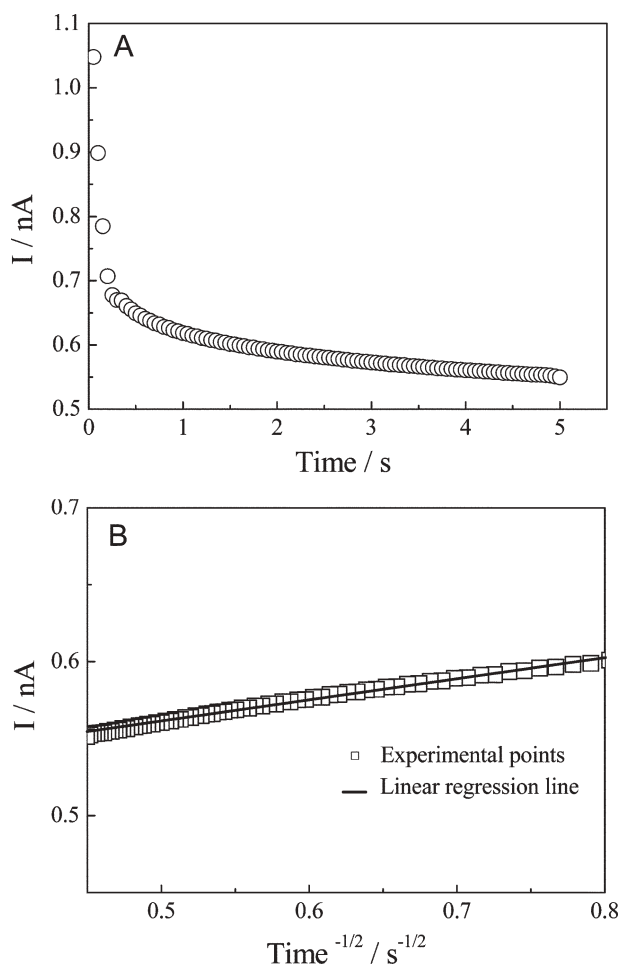 A
1.1
1.0
0.9
0.8
0.7
0.6
0.5
I / nA
0 1 2 3 4 5
Time / s
B
0.7
0.6
0.5
I / nA
Experimental points
Linear regression line
0.5 0.6 0.7 0.8
Time -1/2 / s-1/2